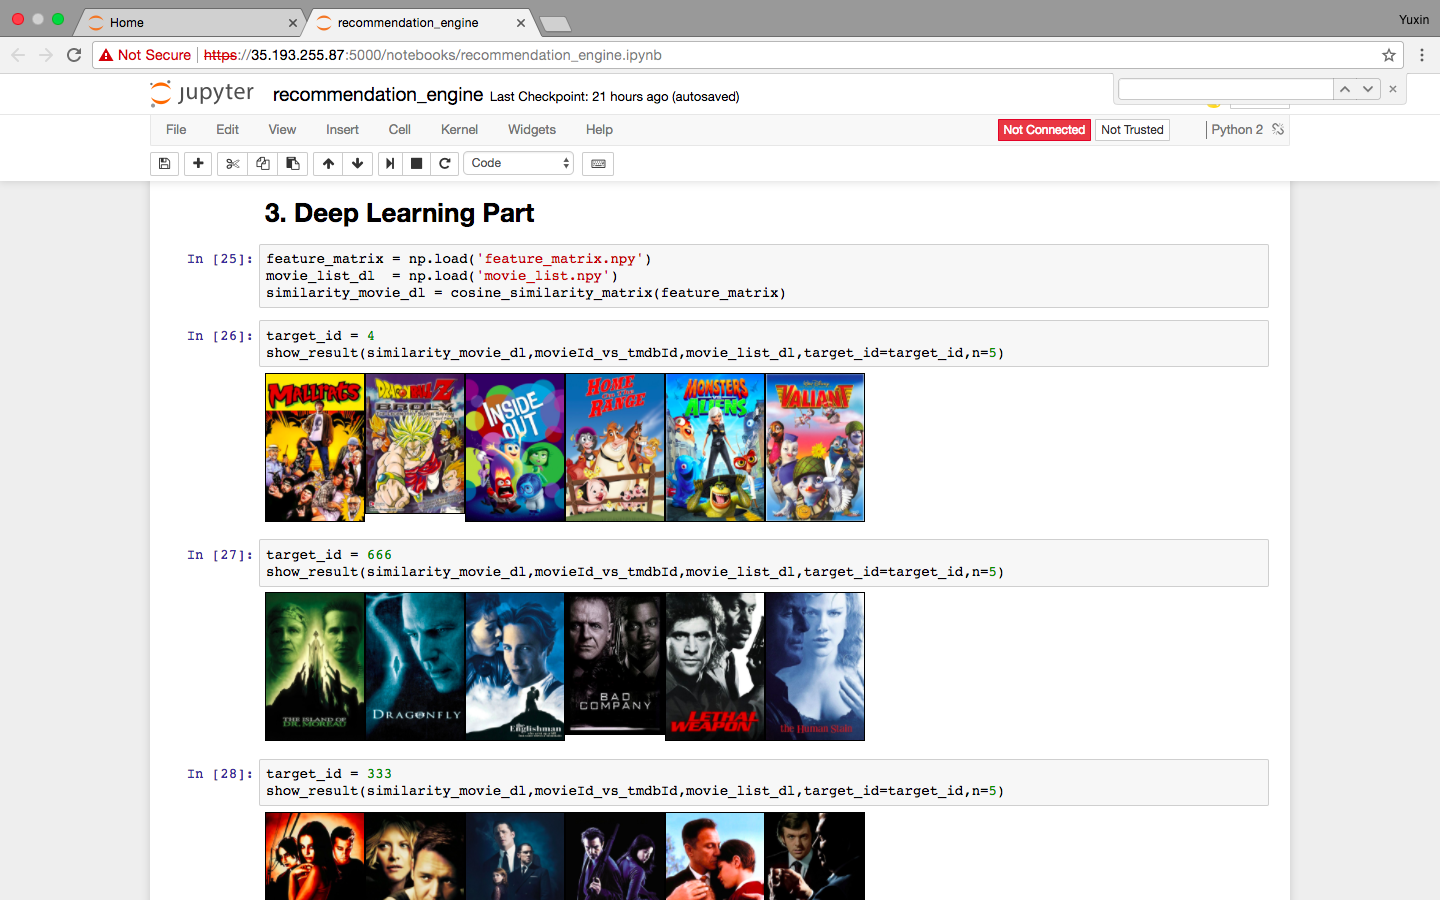 Home
recommendation_engine
Yuxin
Not Secure https://35.193.255.87:5000/notebooks/recommendation_engine.ipynb
jupyter recommendation_engine Last Checkpoint: 21 hours ago (autosaved)
File Edit View Insert Cell Kernel Widgets Help Not Connected Not Trusted Python 2
Code
3. Deep Learning Part
In [25]: feature_matrix = np.load('feature_matrix.npy')
movie_list_dl  = np.load('movie_list.npy')
similarity_movie_dl = cosine_similarity_matrix(feature_matrix)
In [26]: target_id = 4
show_result(similarity_movie_dl,movieId_vs_tmdbId,movie_list_dl,target_id=target_id,n=5)
MALLRATS
DRAGON BALL Z
BROLY
INSIDE OUT
HOME ON THE RANGE
MONSTERS ALIENS
VALIANT
In [27]: target_id = 666
show_result(similarity_movie_dl,movieId_vs_tmdbId,movie_list_dl,target_id=target_id,n=5)
THE ISLAND OF
DR. MOREAU
DRAGONFLY
the Englishman
BAD
COMPANY
LETHAL
WEAPON
the Human Stain
In [28]: target_id = 333
show_result(similarity_movie_dl,movieId_vs_tmdbId,movie_list_dl,target_id=target_id,n=5)